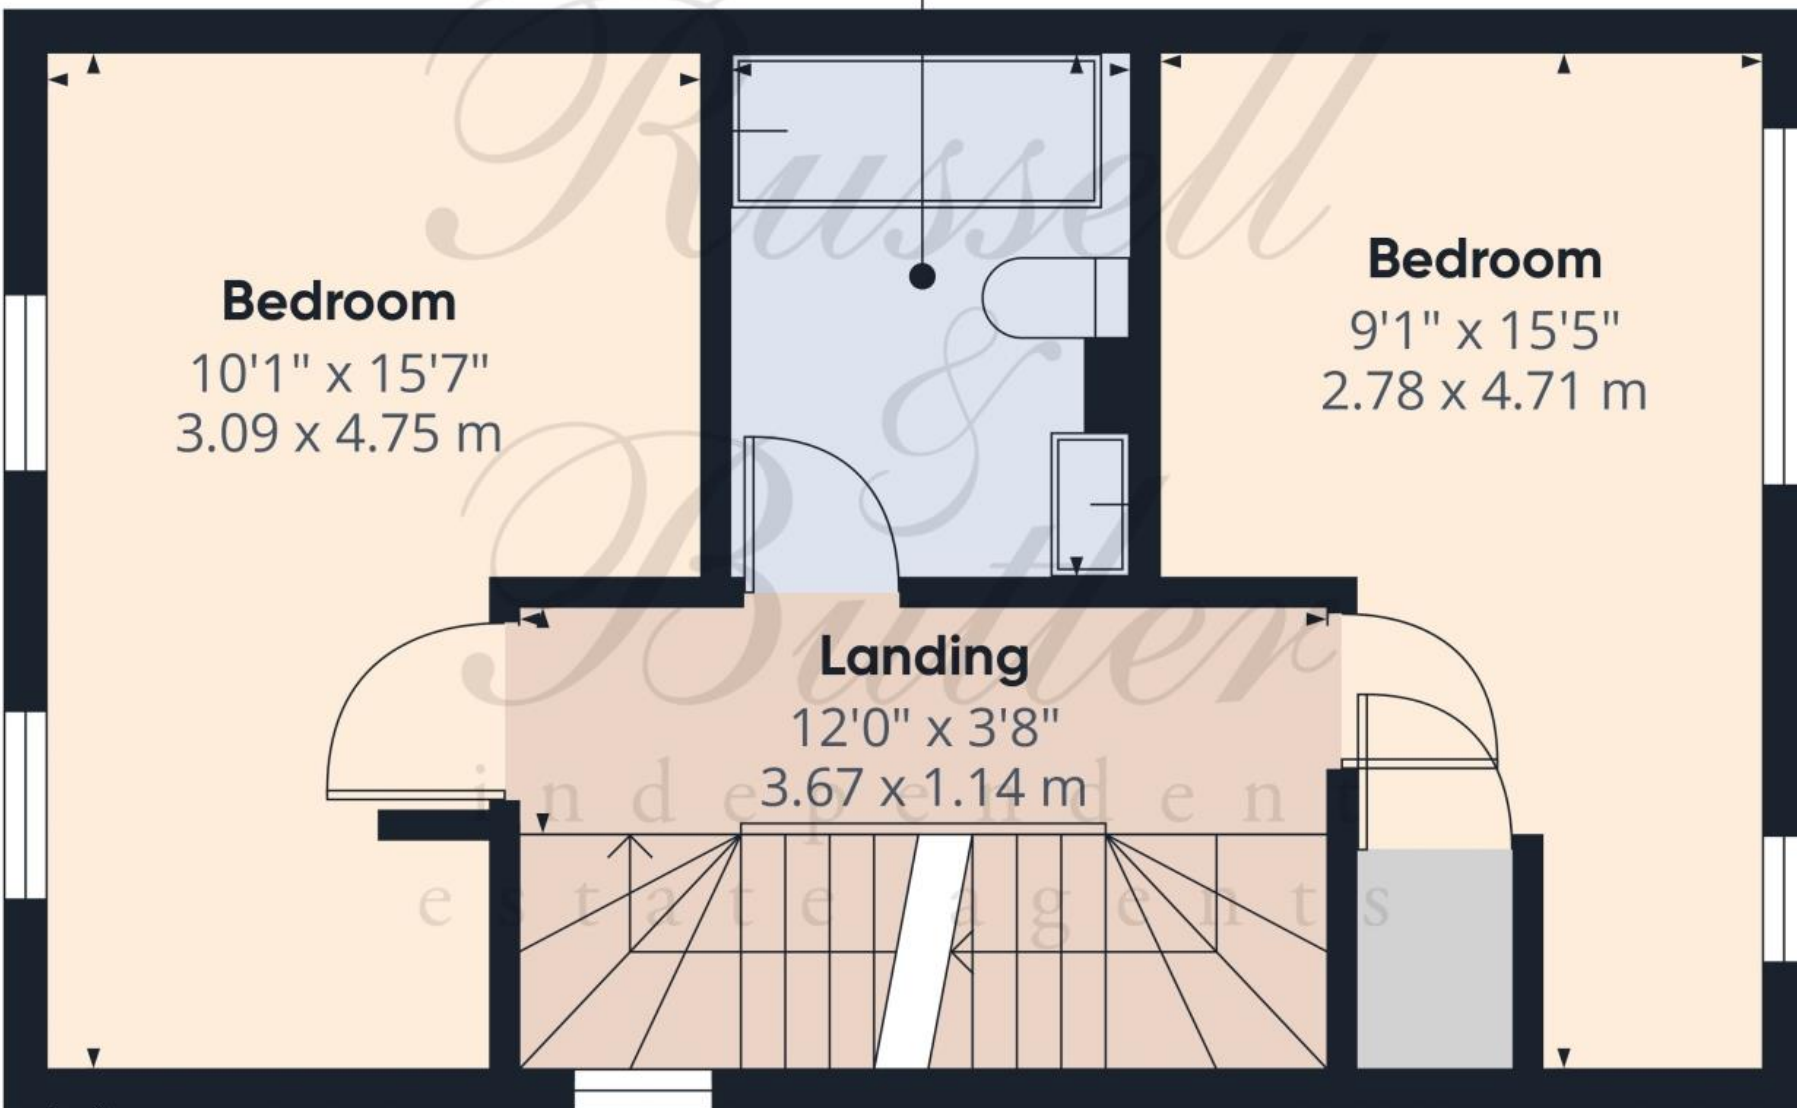 Russell
&
Butler
independent
estate agents
Bedroom
10'1" x 15'7"
3.09 x 4.75 m
Bedroom
9'1" x 15'5"
2.78 x 4.71 m
Landing
12'0" x 3'8"
3.67 x 1.14 m